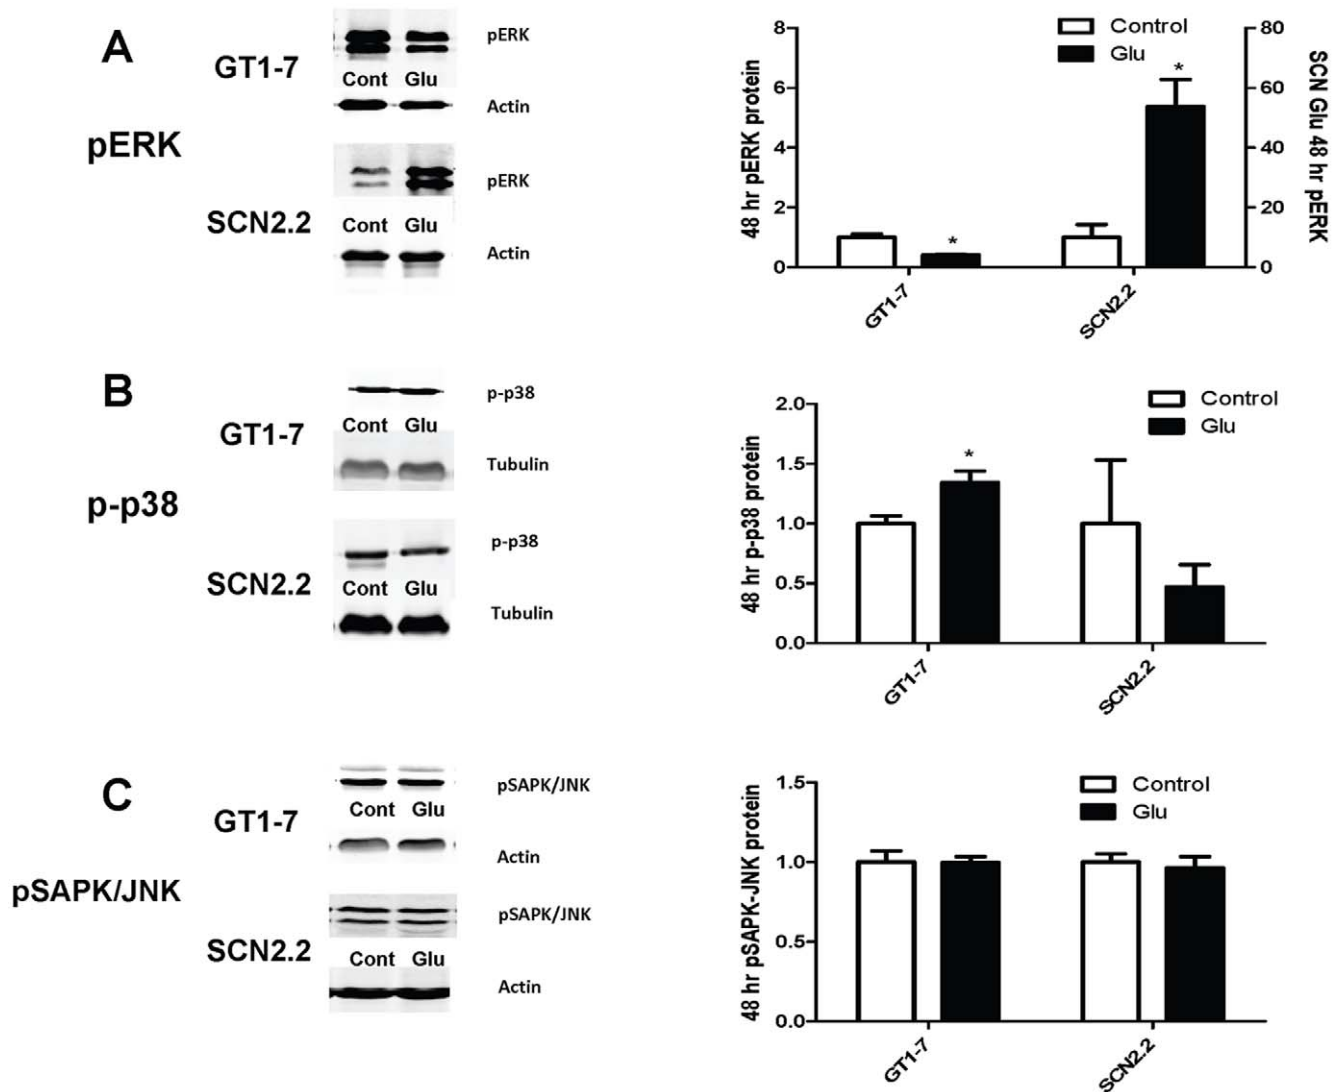 A
pERK
GT1-7
pERK
Cont Glu
Actin
SCN2.2
pERK
Cont Glu
Actin
8
6
4
2
0
48 hr pERK protein
Control
Glu
*
*
80
60
40
20
0
SCN Glu 48 hr pERK
GT1-7
SCN2.2
B
p-p38
GT1-7
p-p38
Cont Glu
Tubulin
SCN2.2
p-p38
Cont Glu
Tubulin
2.0
1.5
1.0
0.5
0.0
48 hr p-p38 protein
Control
Glu
*
GT1-7
SCN2.2
C
pSAPK/JNK
GT1-7
pSAPK/JNK
Cont Glu
Actin
SCN2.2
pSAPK/JNK
Cont Glu
Actin
1.5
1.0
0.5
0.0
48 hr pSAPK-JNK protein
Control
Glu
GT1-7
SCN2.2